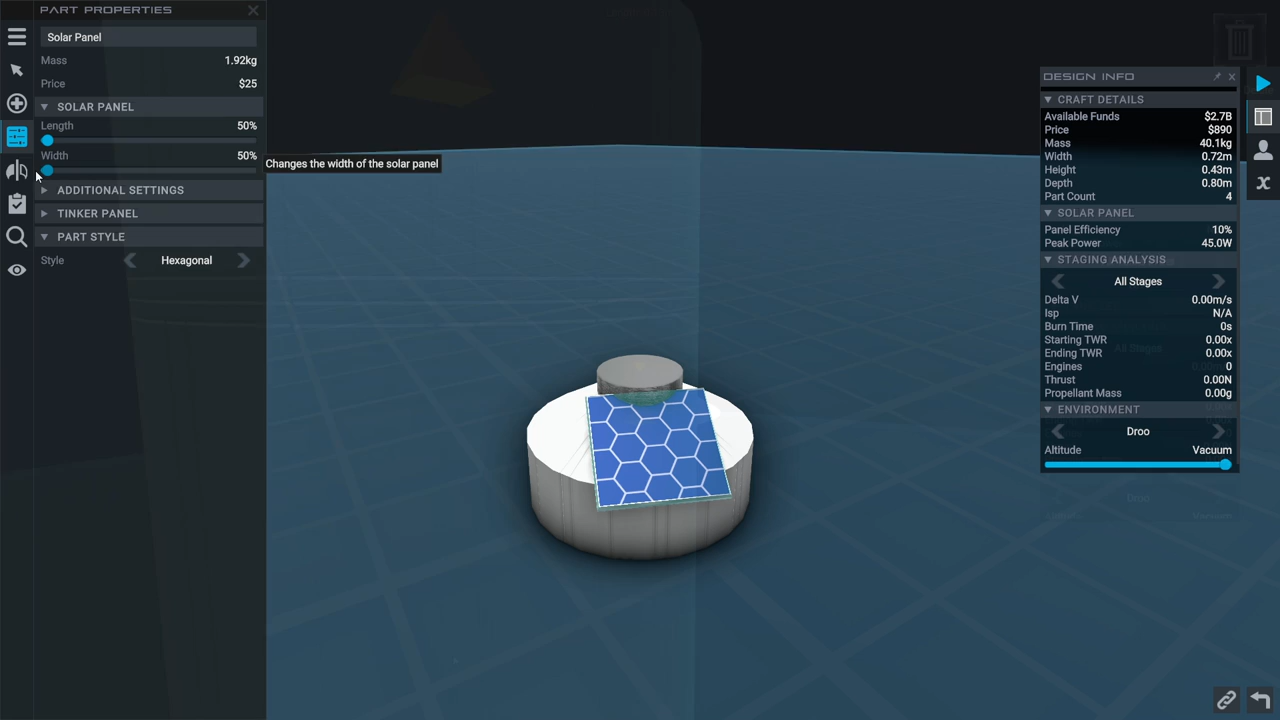 PART PROPERTIES
Solar Panel
Mass 1.92kg
Price $25
SOLAR PANEL
Length 50%
Width 50%
Changes the width of the solar panel
ADDITIONAL SETTINGS
TINKER PANEL
PART STYLE
Style Hexagonal
DESIGN INFO
CRAFT DETAILS
Available Funds $2.7B
Price $890
Mass 40.1kg
Width 0.72m
Height 0.43m
Depth 0.80m
Part Count 4
SOLAR PANEL
Panel Efficiency 10%
Peak Power 45.0W
STAGING ANALYSIS
All Stages
Delta V 0.00m/s
Isp N/A
Burn Time 0s
Starting TWR 0.00x
Ending TWR 0.00x
Engines 0
Thrust 0.00N
Propellant Mass 0.00g
ENVIRONMENT
Droo
Altitude Vacuum